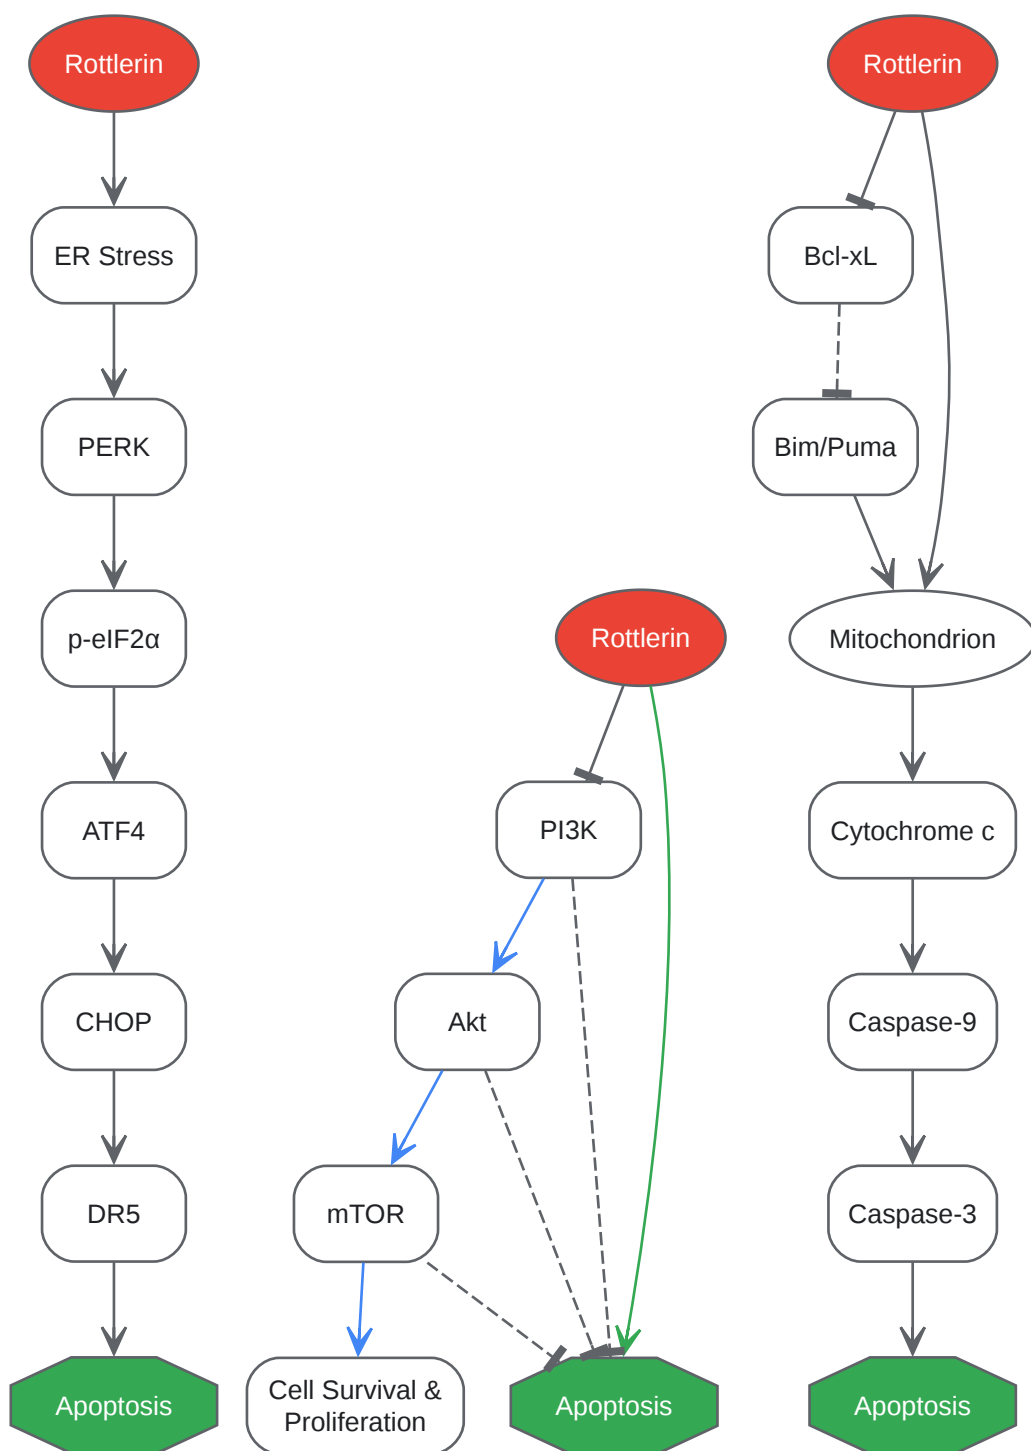 Rottlerin
ER Stress
PERK
p-eIF2α
ATF4
CHOP
DR5
Apoptosis
Rottlerin
PI3K
Akt
mTOR
Cell Survival &
Proliferation
Apoptosis
Rottlerin
Bcl-xL
Bim/Puma
Mitochondrion
Cytochrome c
Caspase-9
Caspase-3
Apoptosis